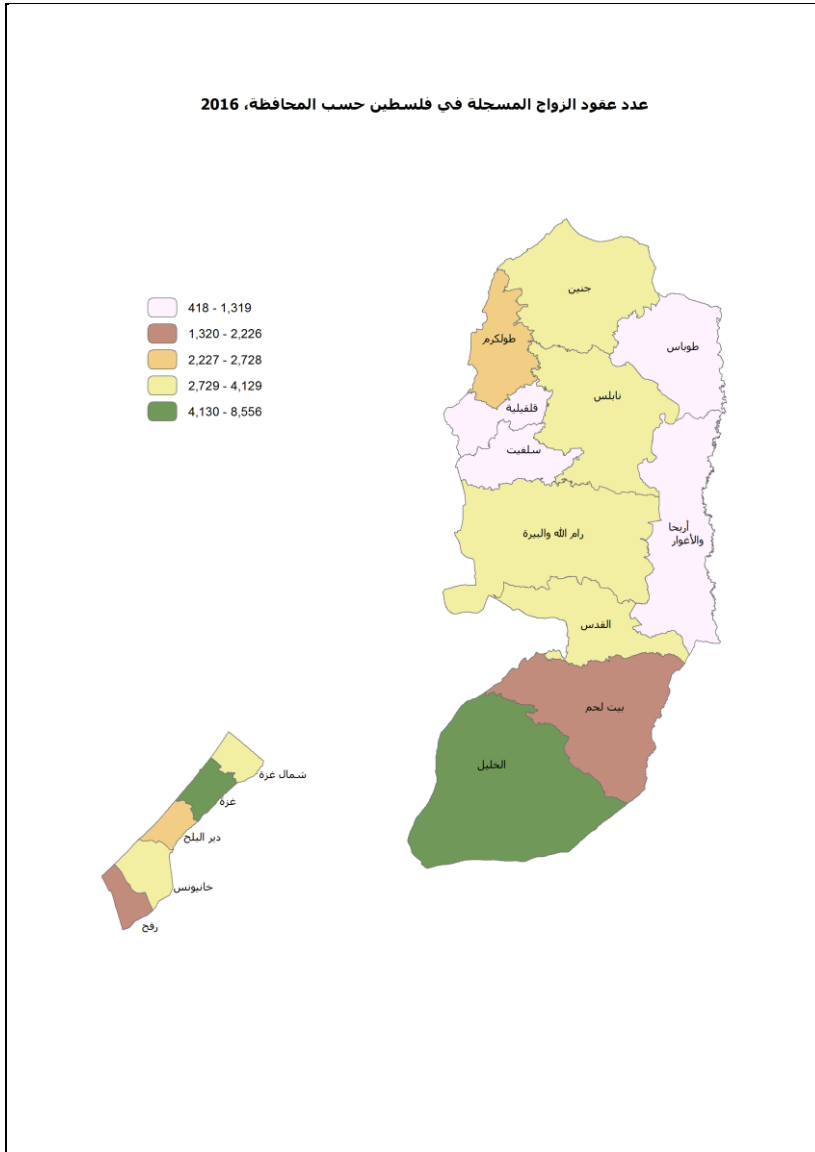 عدد عقود الزواج المسجلة في فلسطين حسب المحافظة، 2016
418 - 1,319
1,320 - 2,226
2,227 - 2,728
2,729 - 4,129
4,130 - 8,556
جنين
طولكرم
طوباس
نابلس
قلقيلية
سلفيت
أريحا
والأغوار
رام الله والبيرة
القدس
بيت لحم
الخليل
شمال غزة
غزة
دير البلح
خانيونس
رفح